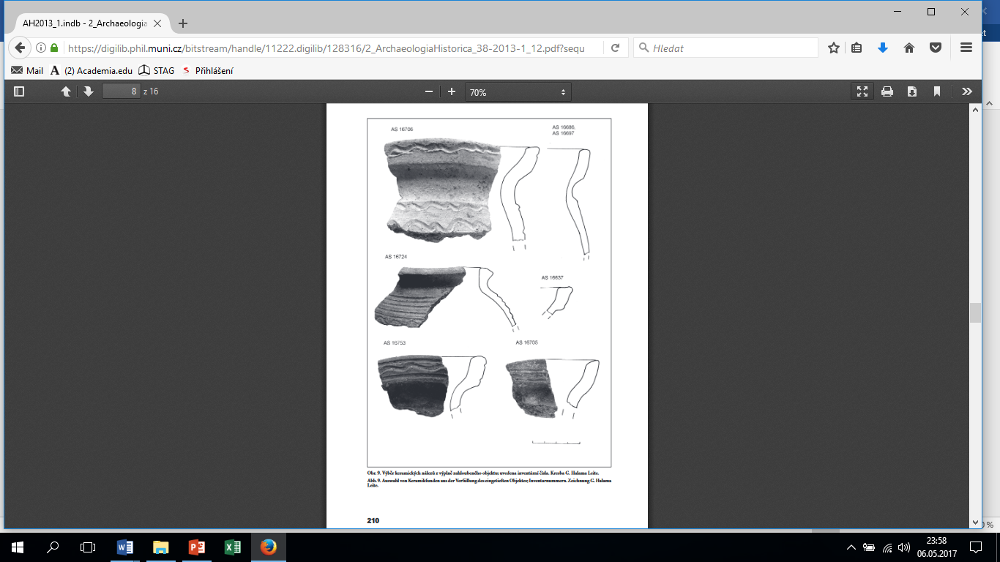 AH2013_1.indb - 2_Archaeologia
https://digilib.phil.muni.cz/bitstream/handle/11222.digilib/128316/2_ArchaeologiaHistorica_38-2013-1_12.pdf?sequ
Hledat
Mail
(2) Academia.edu
STAG
Přihlášení
8 z 16
70%
AS 16706
AS 16686,
AS 16697
AS 16724
AS 16637
AS 16753
AS 16705
Obr. 9. Výběr keramických nálezů z výplně zahloubeného objektu; uvedena inventární čísla. Kresba G. Halama Leite.
Abb. 9. Auswahl von Keramikfunden aus der Verfüllung des eingetieften Objektes; Inventarnummern. Zeichnung G. Halama
Leite.
210
23:58
06.05.2017